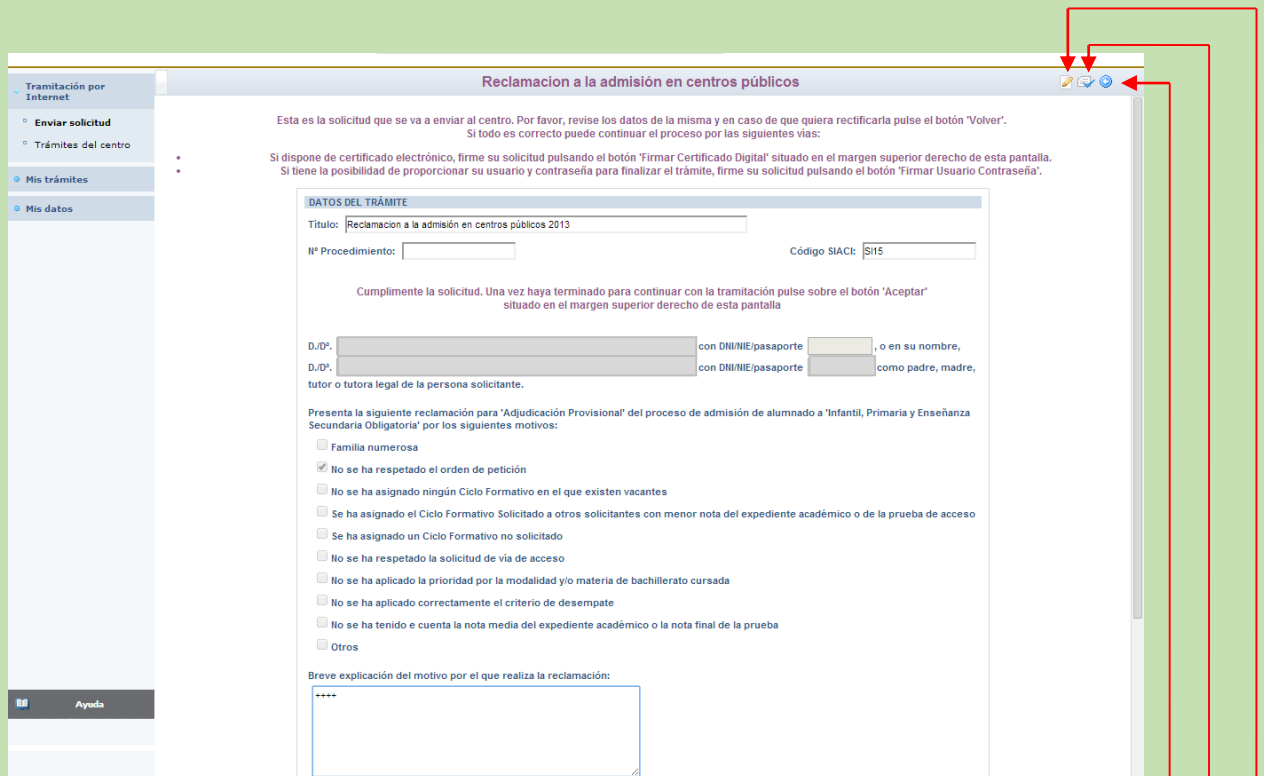 Reclamacion a la admisión en centros públicos
Tramitación por
Internet
Enviar solicitud
Trámites del centro
Mis trámites
Mis datos
Ayuda
Esta es la solicitud que se va a enviar al centro. Por favor, revise los datos de la misma y en caso de que quiera rectificarla pulse el botón 'Volver'.
Si todo es correcto puede continuar el proceso por las siguientes vías:
Si dispone de certificado electrónico, firme su solicitud pulsando el botón 'Firmar Certificado Digital' situado en el margen superior derecho de esta pantalla.
Si tiene la posibilidad de proporcionar su usuario y contraseña para finalizar el trámite, firme su solicitud pulsando el botón 'Firmar Usuario Contraseña'.
DATOS DEL TRÁMITE
Título: Reclamacion a la admisión en centros públicos 2013
Nº Procedimiento: Código SIACI: SI15
Cumplimente la solicitud. Una vez haya terminado para continuar con la tramitación pulse sobre el botón 'Aceptar'
situado en el margen superior derecho de esta pantalla
D./Dª. con DNI/NIE/pasaporte , o en su nombre,
D./Dª. con DNI/NIE/pasaporte como padre, madre,
tutor o tutora legal de la persona solicitante.
Presenta la siguiente reclamación para 'Adjudicación Provisional' del proceso de admisión de alumnado a 'Infantil, Primaria y Enseñanza
Secundaria Obligatoria' por los siguientes motivos:
Familia numerosa
No se ha respetado el orden de petición
No se ha asignado ningún Ciclo Formativo en el que existen vacantes
Se ha asignado el Ciclo Formativo Solicitado a otros solicitantes con menor nota del expediente académico o de la prueba de acceso
Se ha asignado un Ciclo Formativo no solicitado
No se ha respetado la solicitud de vía de acceso
No se ha aplicado la prioridad por la modalidad y/o materia de bachillerato cursada
No se ha aplicado correctamente el criterio de desempate
No se ha tenido e cuenta la nota media del expediente académico o la nota final de la prueba
Otros
Breve explicación del motivo por el que realiza la reclamación:
++++